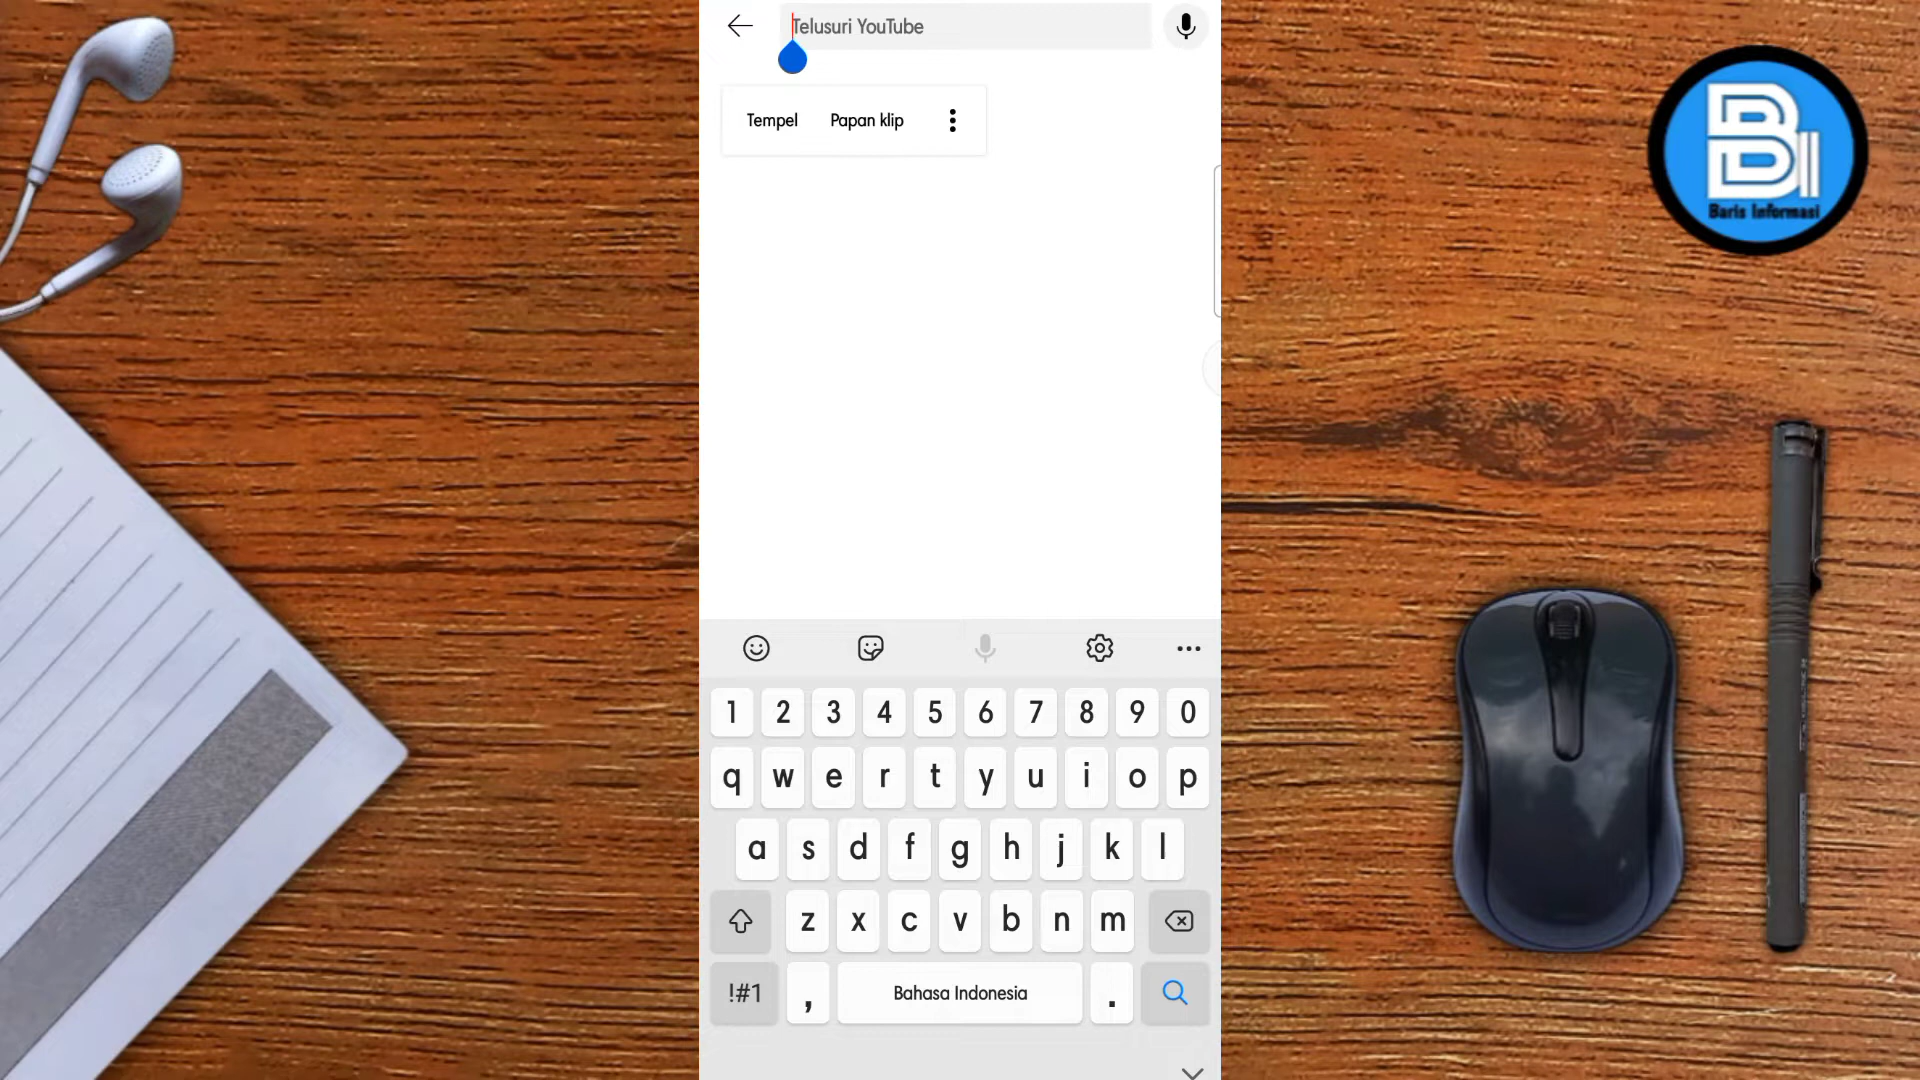 Telusuri YouTube
Tempel Papan klip
Baris Informasi
1 2 3 4 5 6 7 8 9 0
q w e r t y u i o p
a s d f g h j k l
z x c v b n m
!#1 , Bahasa Indonesia .